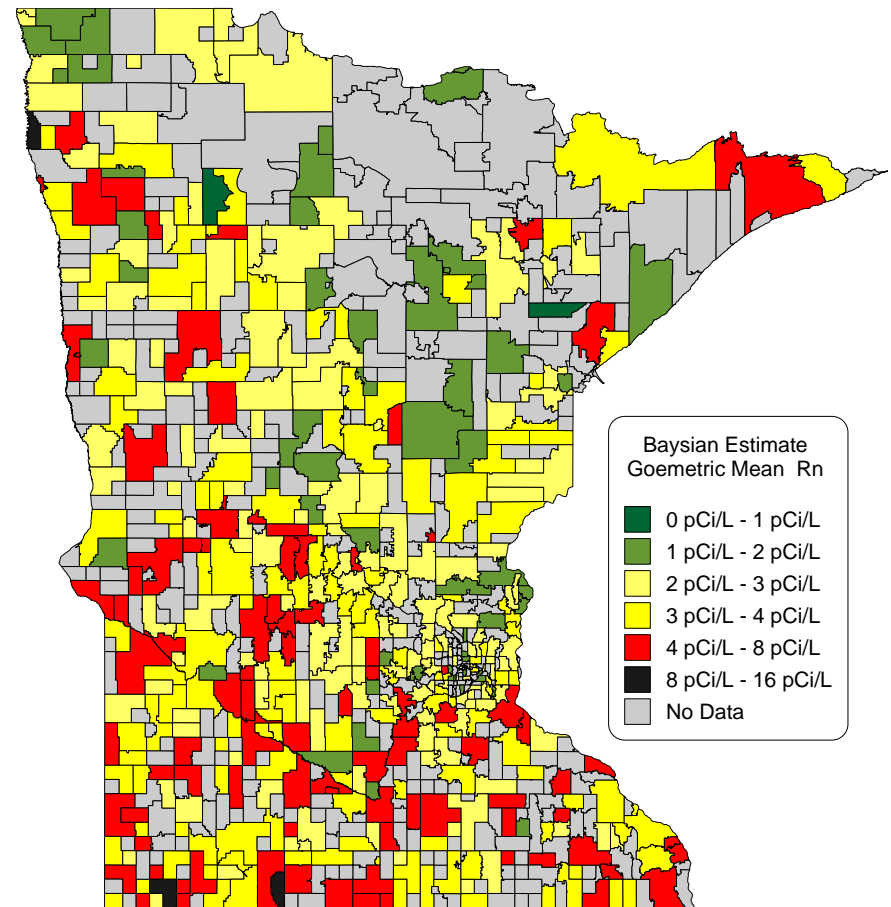 Baysian Estimate
Goemetric Mean Rn
0 pCi/L - 1 pCi/L
1 pCi/L - 2 pCi/L
2 pCi/L - 3 pCi/L
3 pCi/L - 4 pCi/L
4 pCi/L - 8 pCi/L
8 pCi/L - 16 pCi/L
No Data